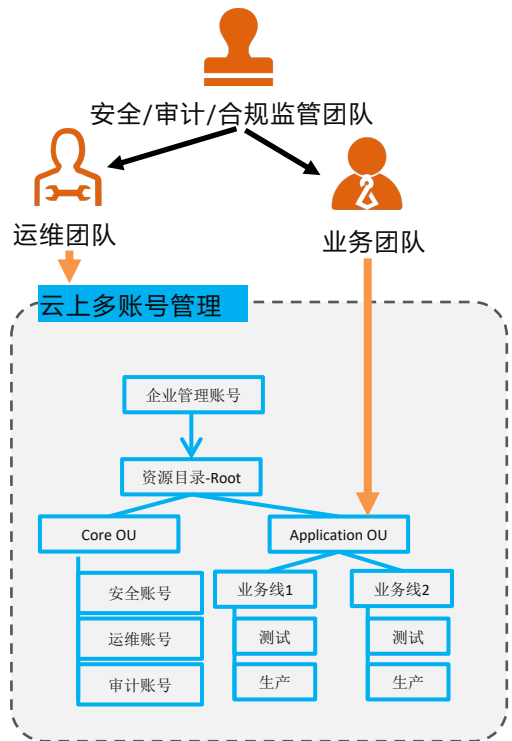 安全/审计/合规监管团队
运维团队
业务团队
云上多账号管理
企业管理账号
资源目录-Root
Core OU
Application OU
安全账号
业务线1
业务线2
运维账号
测试
测试
审计账号
生产
生产